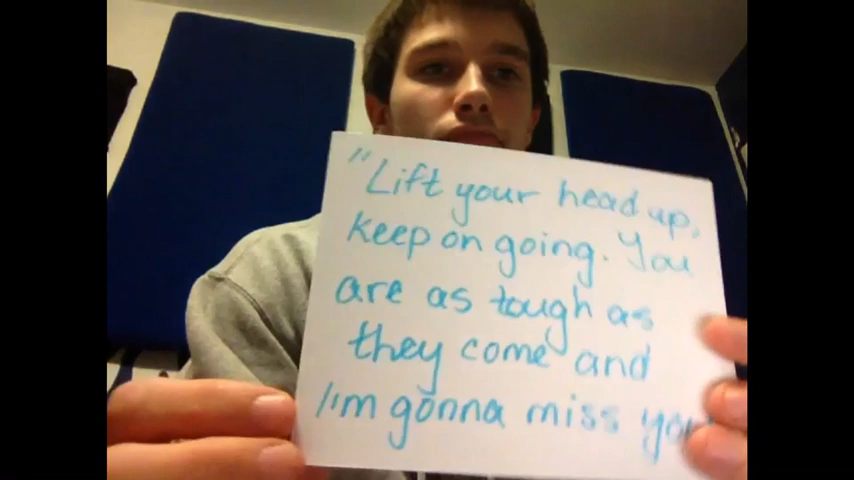 "Lift your head up,
keep on going. You
are as tough as
they come and
I'm gonna miss you